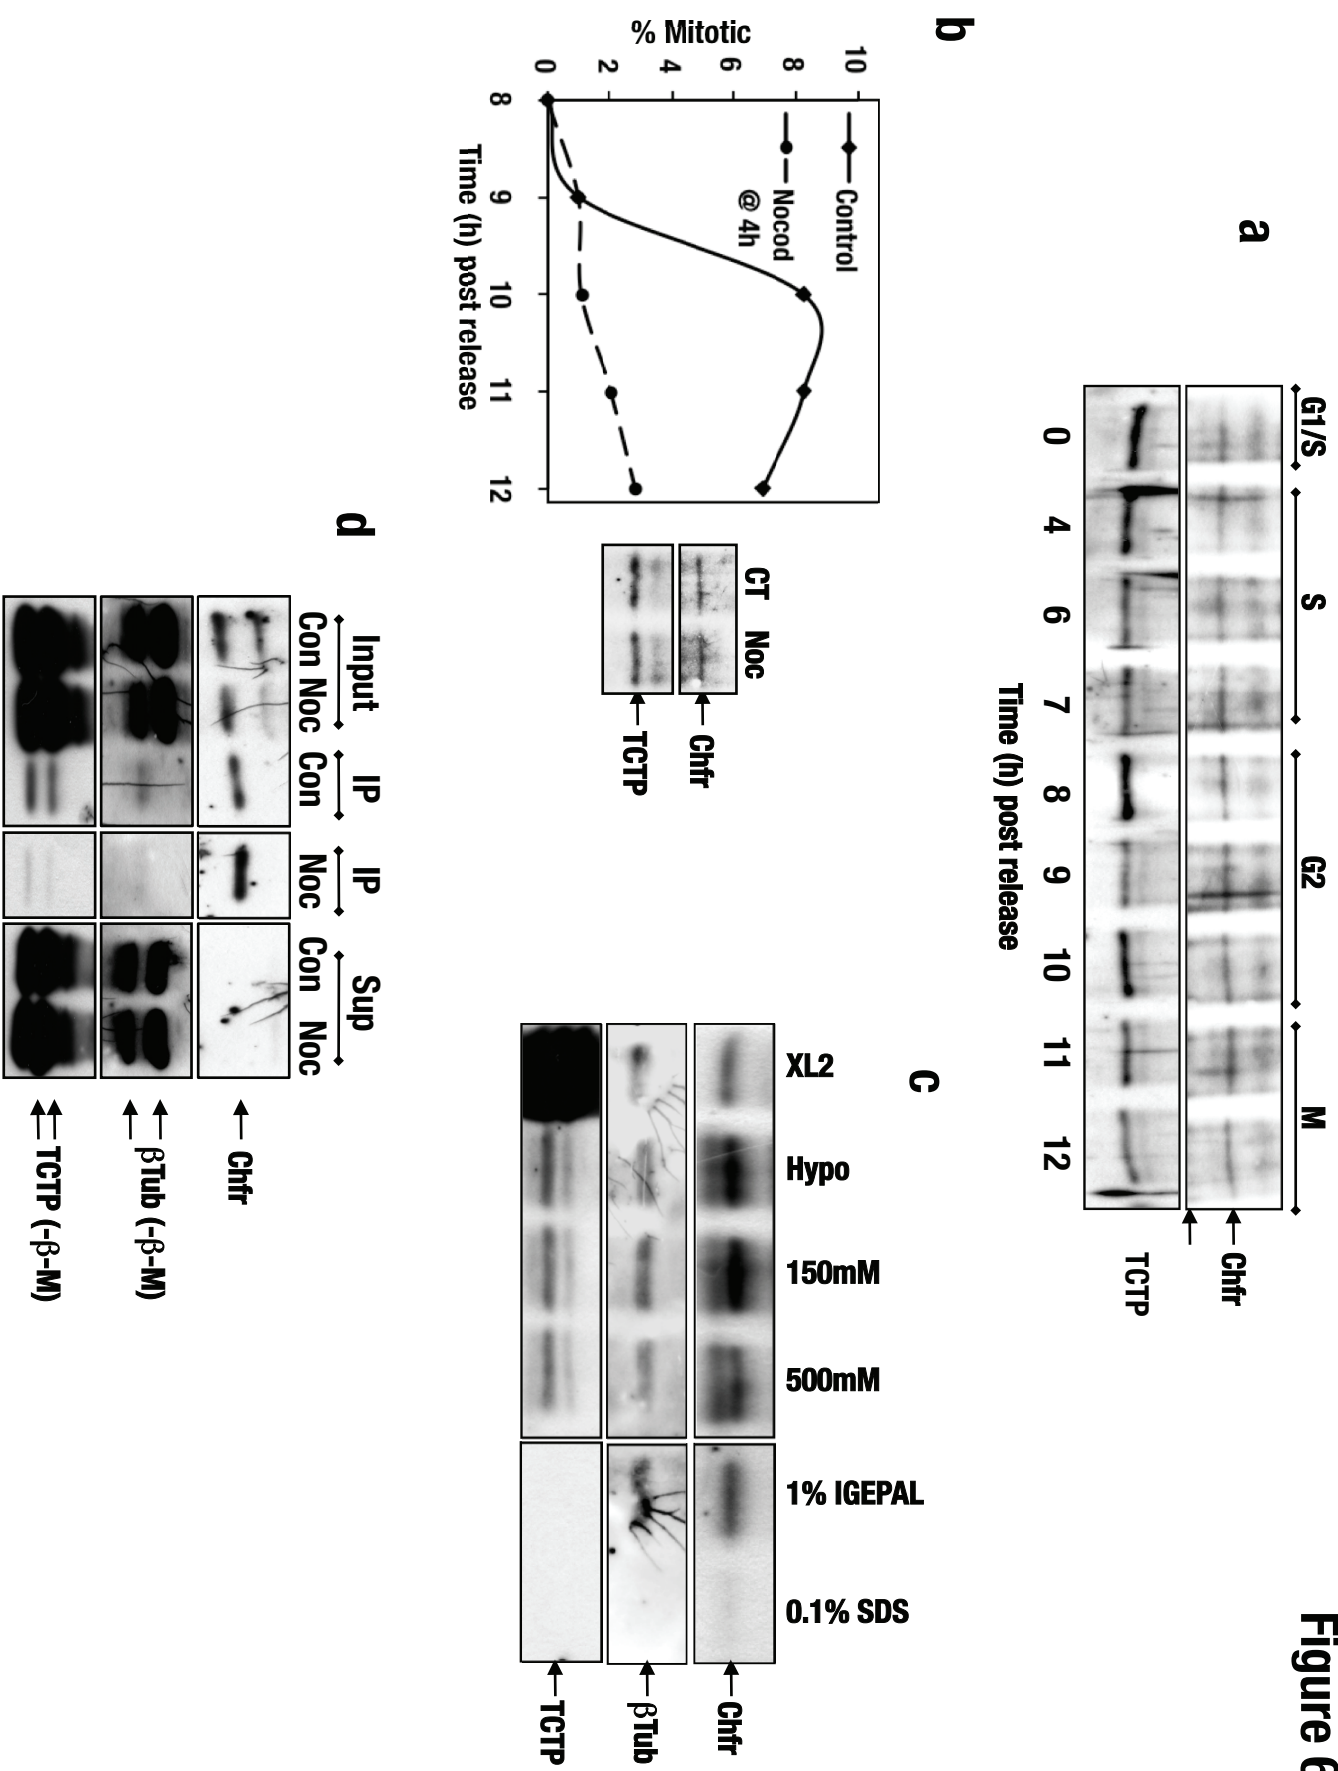 Figure 6
a
G1/S S G2 M
Chfr
TCTP
0 4 6 7 8 9 10 11 12
Time (h) post release
b
% Mitotic
10
8
6
4
2
0
Control
Nocod
@ 4h
8 9 10 11 12
Time (h) post release
CT Noc
Chfr
TCTP
c
XL2 Hypo 150mM 500mM 1% IGEPAL 0.1% SDS
Chfr
βTub
TCTP
d
Input IP IP Sup
Con Noc Con Noc Con Noc
Chfr
βTub (-β-M)
TCTP (-β-M)